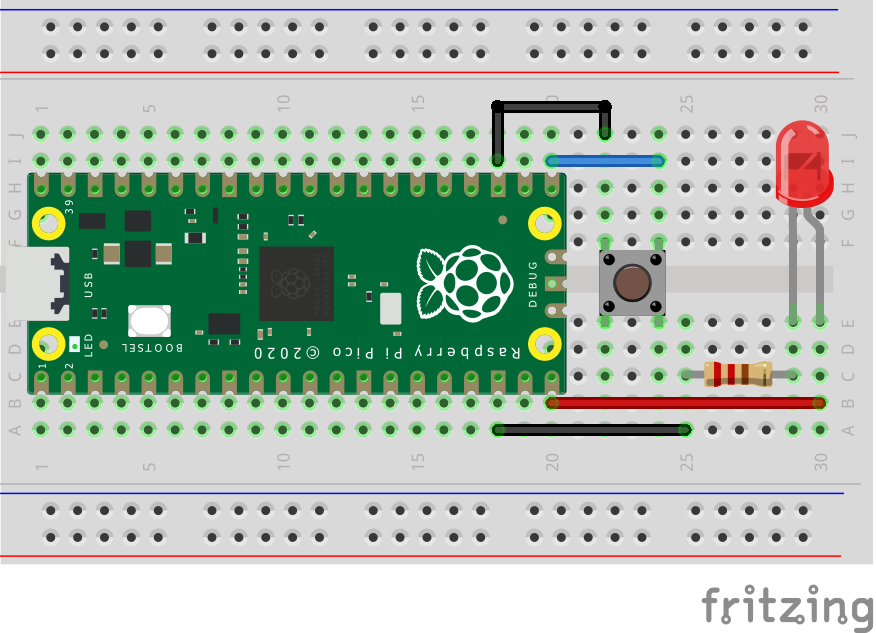 1 5 10 15 20 25 30
J J
I I
H H
G G
F F
39
USB
DEBUG
BOOTSEL
LED
Raspberry Pi Pico ©2020
1 2
E E
D D
C C
B B
A A
1 5 10 15 20 25 30
fritzing